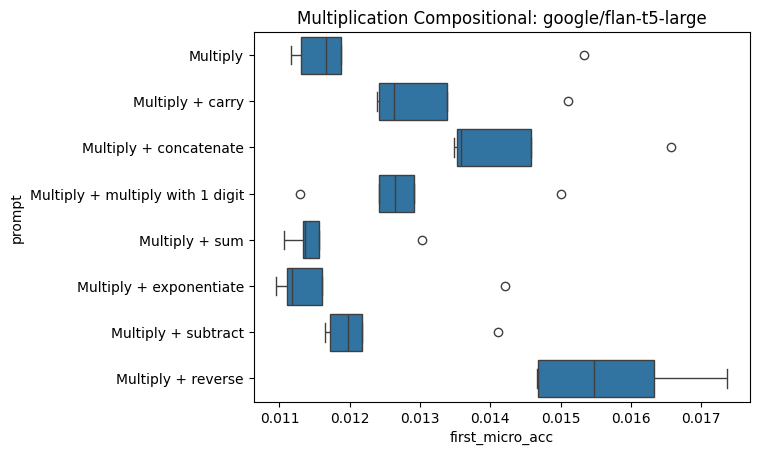 Multiplication Compositional: google/flan-t5-large
prompt
Multiply
Multiply + carry
Multiply + concatenate
Multiply + multiply with 1 digit
Multiply + sum
Multiply + exponentiate
Multiply + subtract
Multiply + reverse
0.011 0.012 0.013 0.014 0.015 0.016 0.017
first_micro_acc